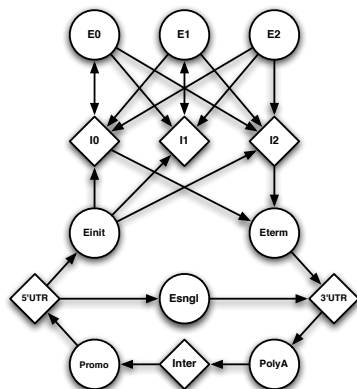 E0 E1 E2
I0 I1 I2
Einit Eterm
5'UTR Esngl 3'UTR
Promo Inter PolyA